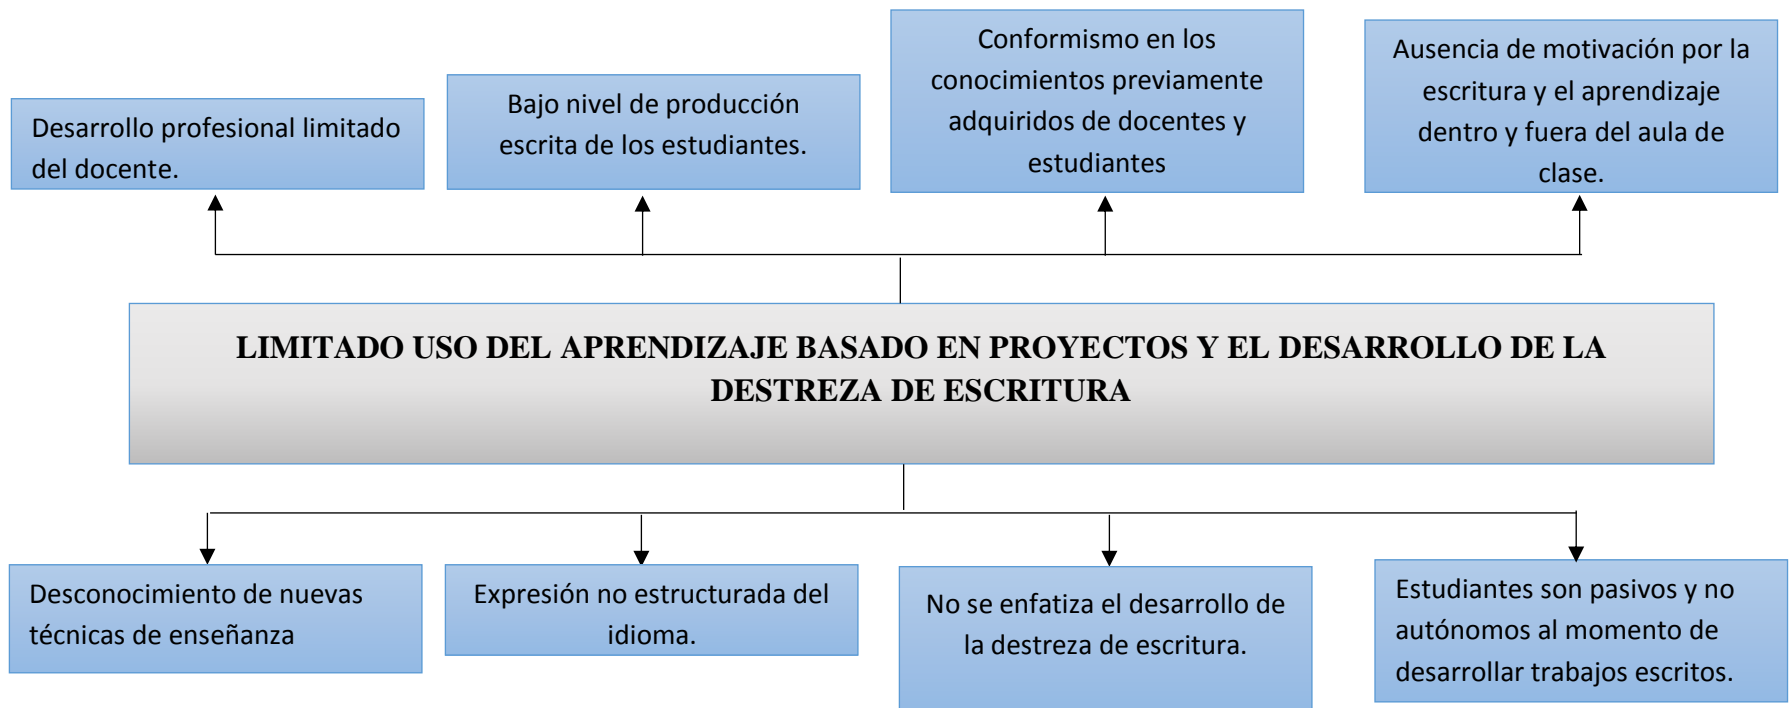 Desarrollo profesional limitado
del docente.
Bajo nivel de producción
escrita de los estudiantes.
Conformismo en los
conocimientos previamente
adquiridos de docentes y
estudiantes
Ausencia de motivación por la
escritura y el aprendizaje
dentro y fuera del aula de
clase.
LIMITADO USO DEL APRENDIZAJE BASADO EN PROYECTOS Y EL DESARROLLO DE LA
DESTREZA DE ESCRITURA
Desconocimiento de nuevas
técnicas de enseñanza
Expresión no estructurada del
idioma.
No se enfatiza el desarrollo de
la destreza de escritura.
Estudiantes son pasivos y no
autónomos al momento de
desarrollar trabajos escritos.